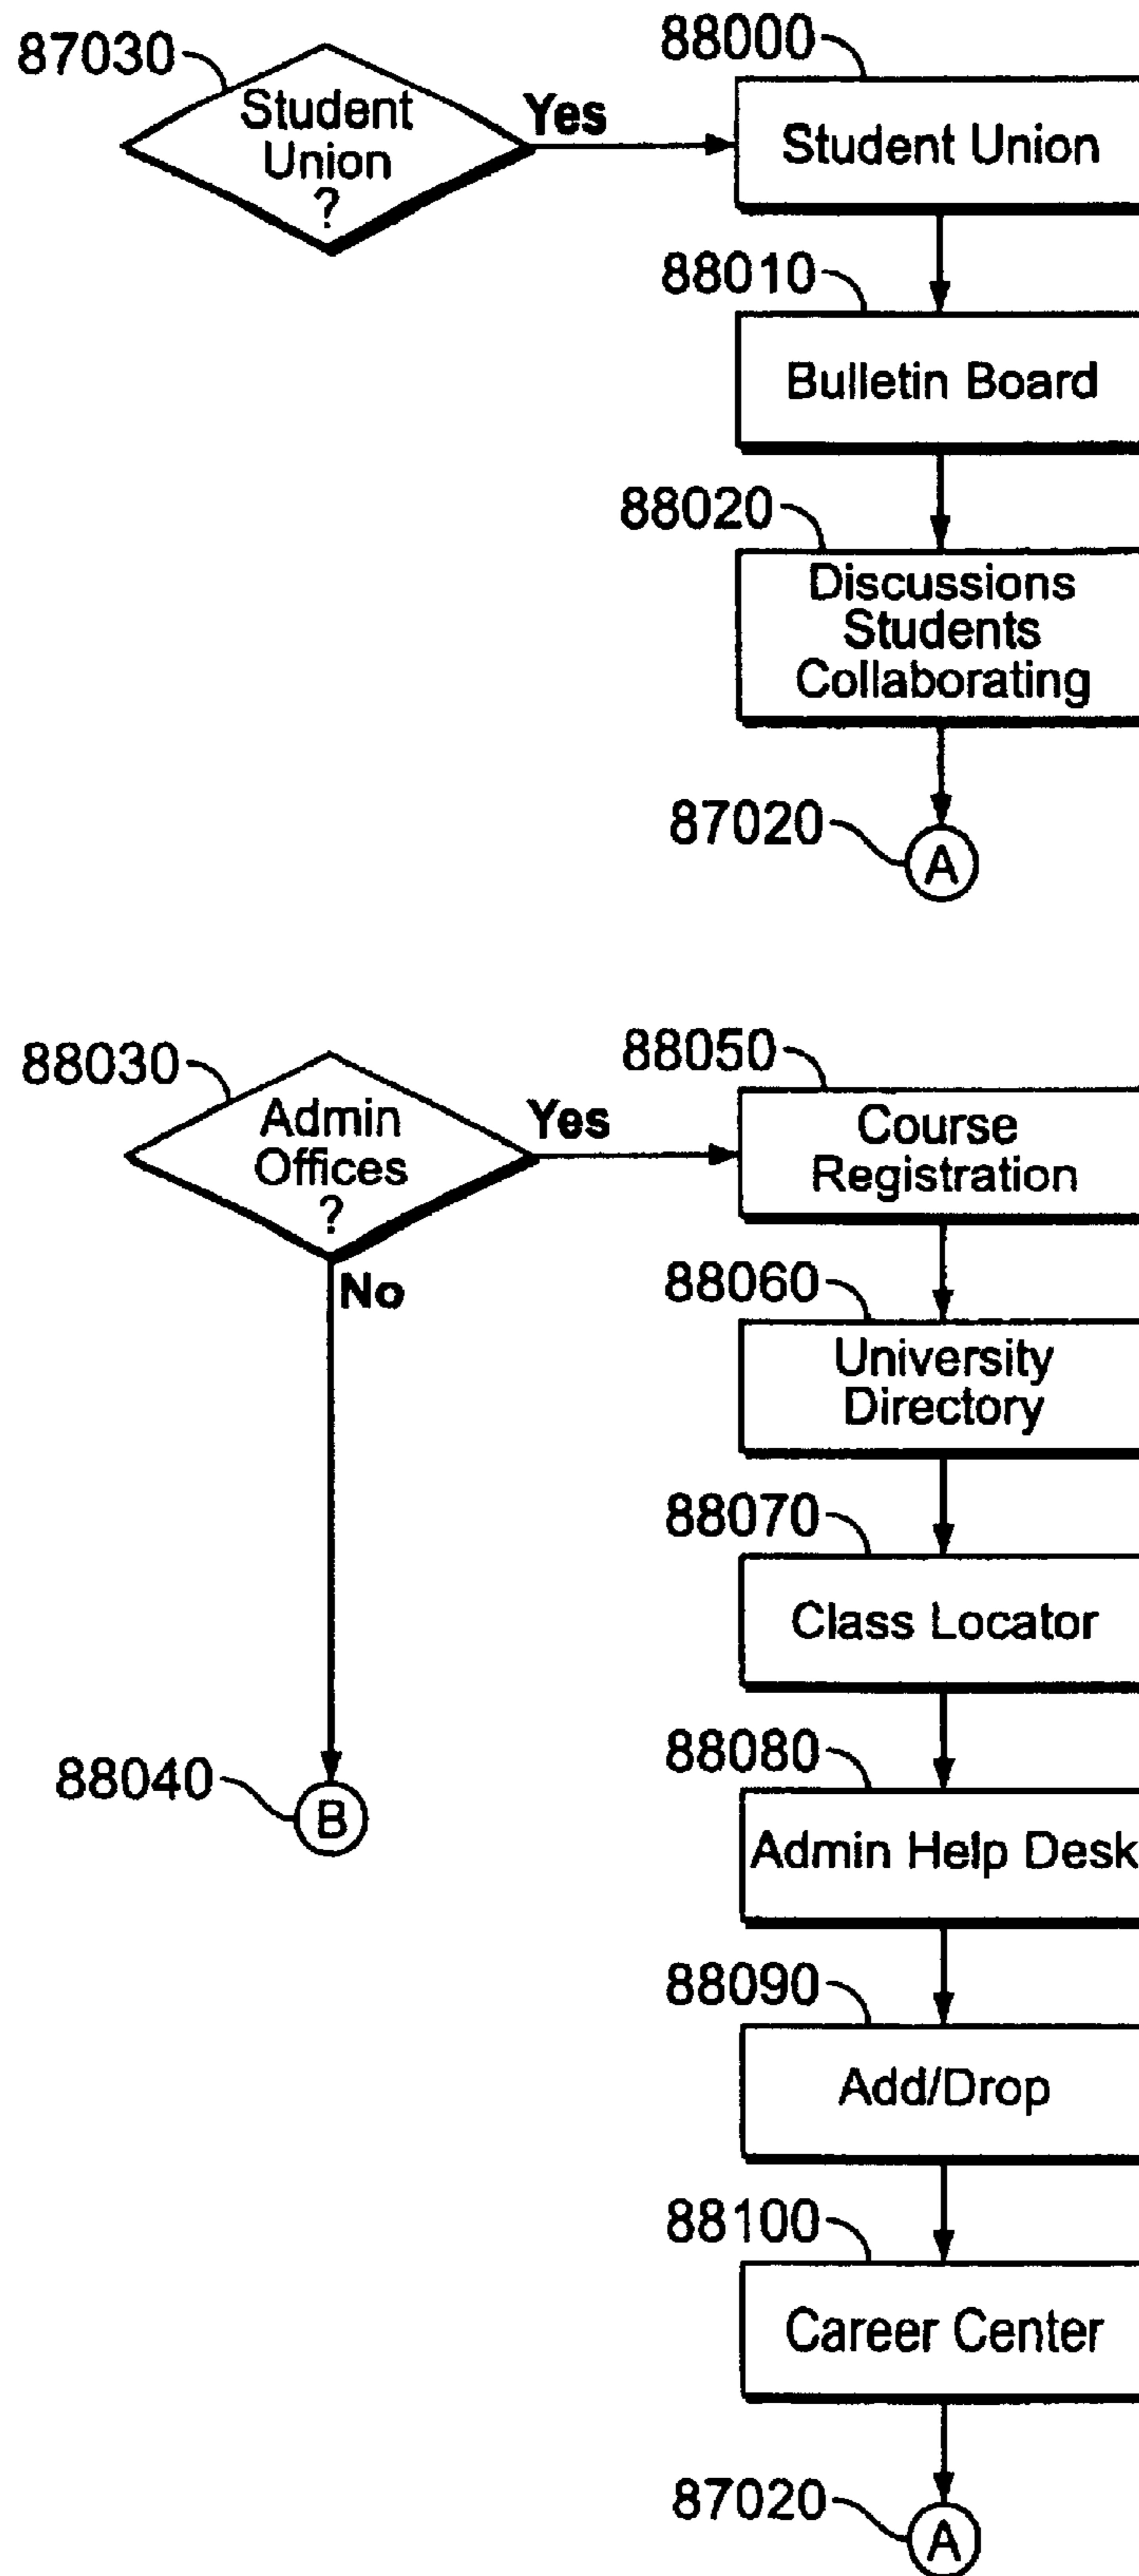 87030
Student
Union
?
Yes
88000
Student Union
88010
Bulletin Board
88020
Discussions
Students
Collaborating
87020
A
88030
Admin
Offices
?
Yes
No
88040
B
88050
Course
Registration
88060
University
Directory
88070
Class Locator
88080
Admin Help Desk
88090
Add/Drop
88100
Career Center
87020
A